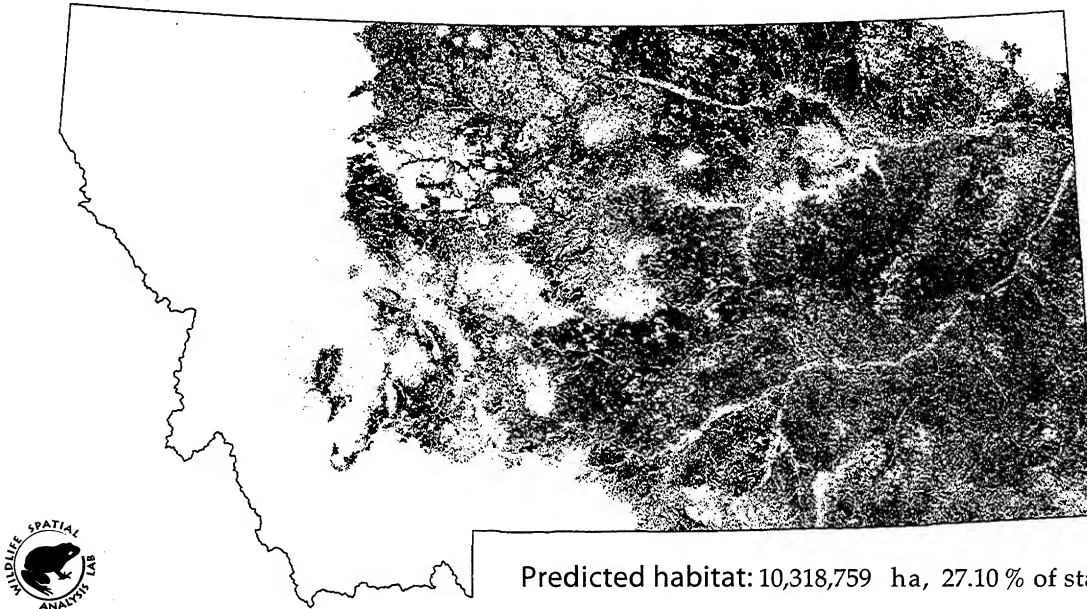 WILDLIFE SPATIAL
ANALYSIS LAB
Predicted habitat: 10,318,759 ha, 27.10 % of sta